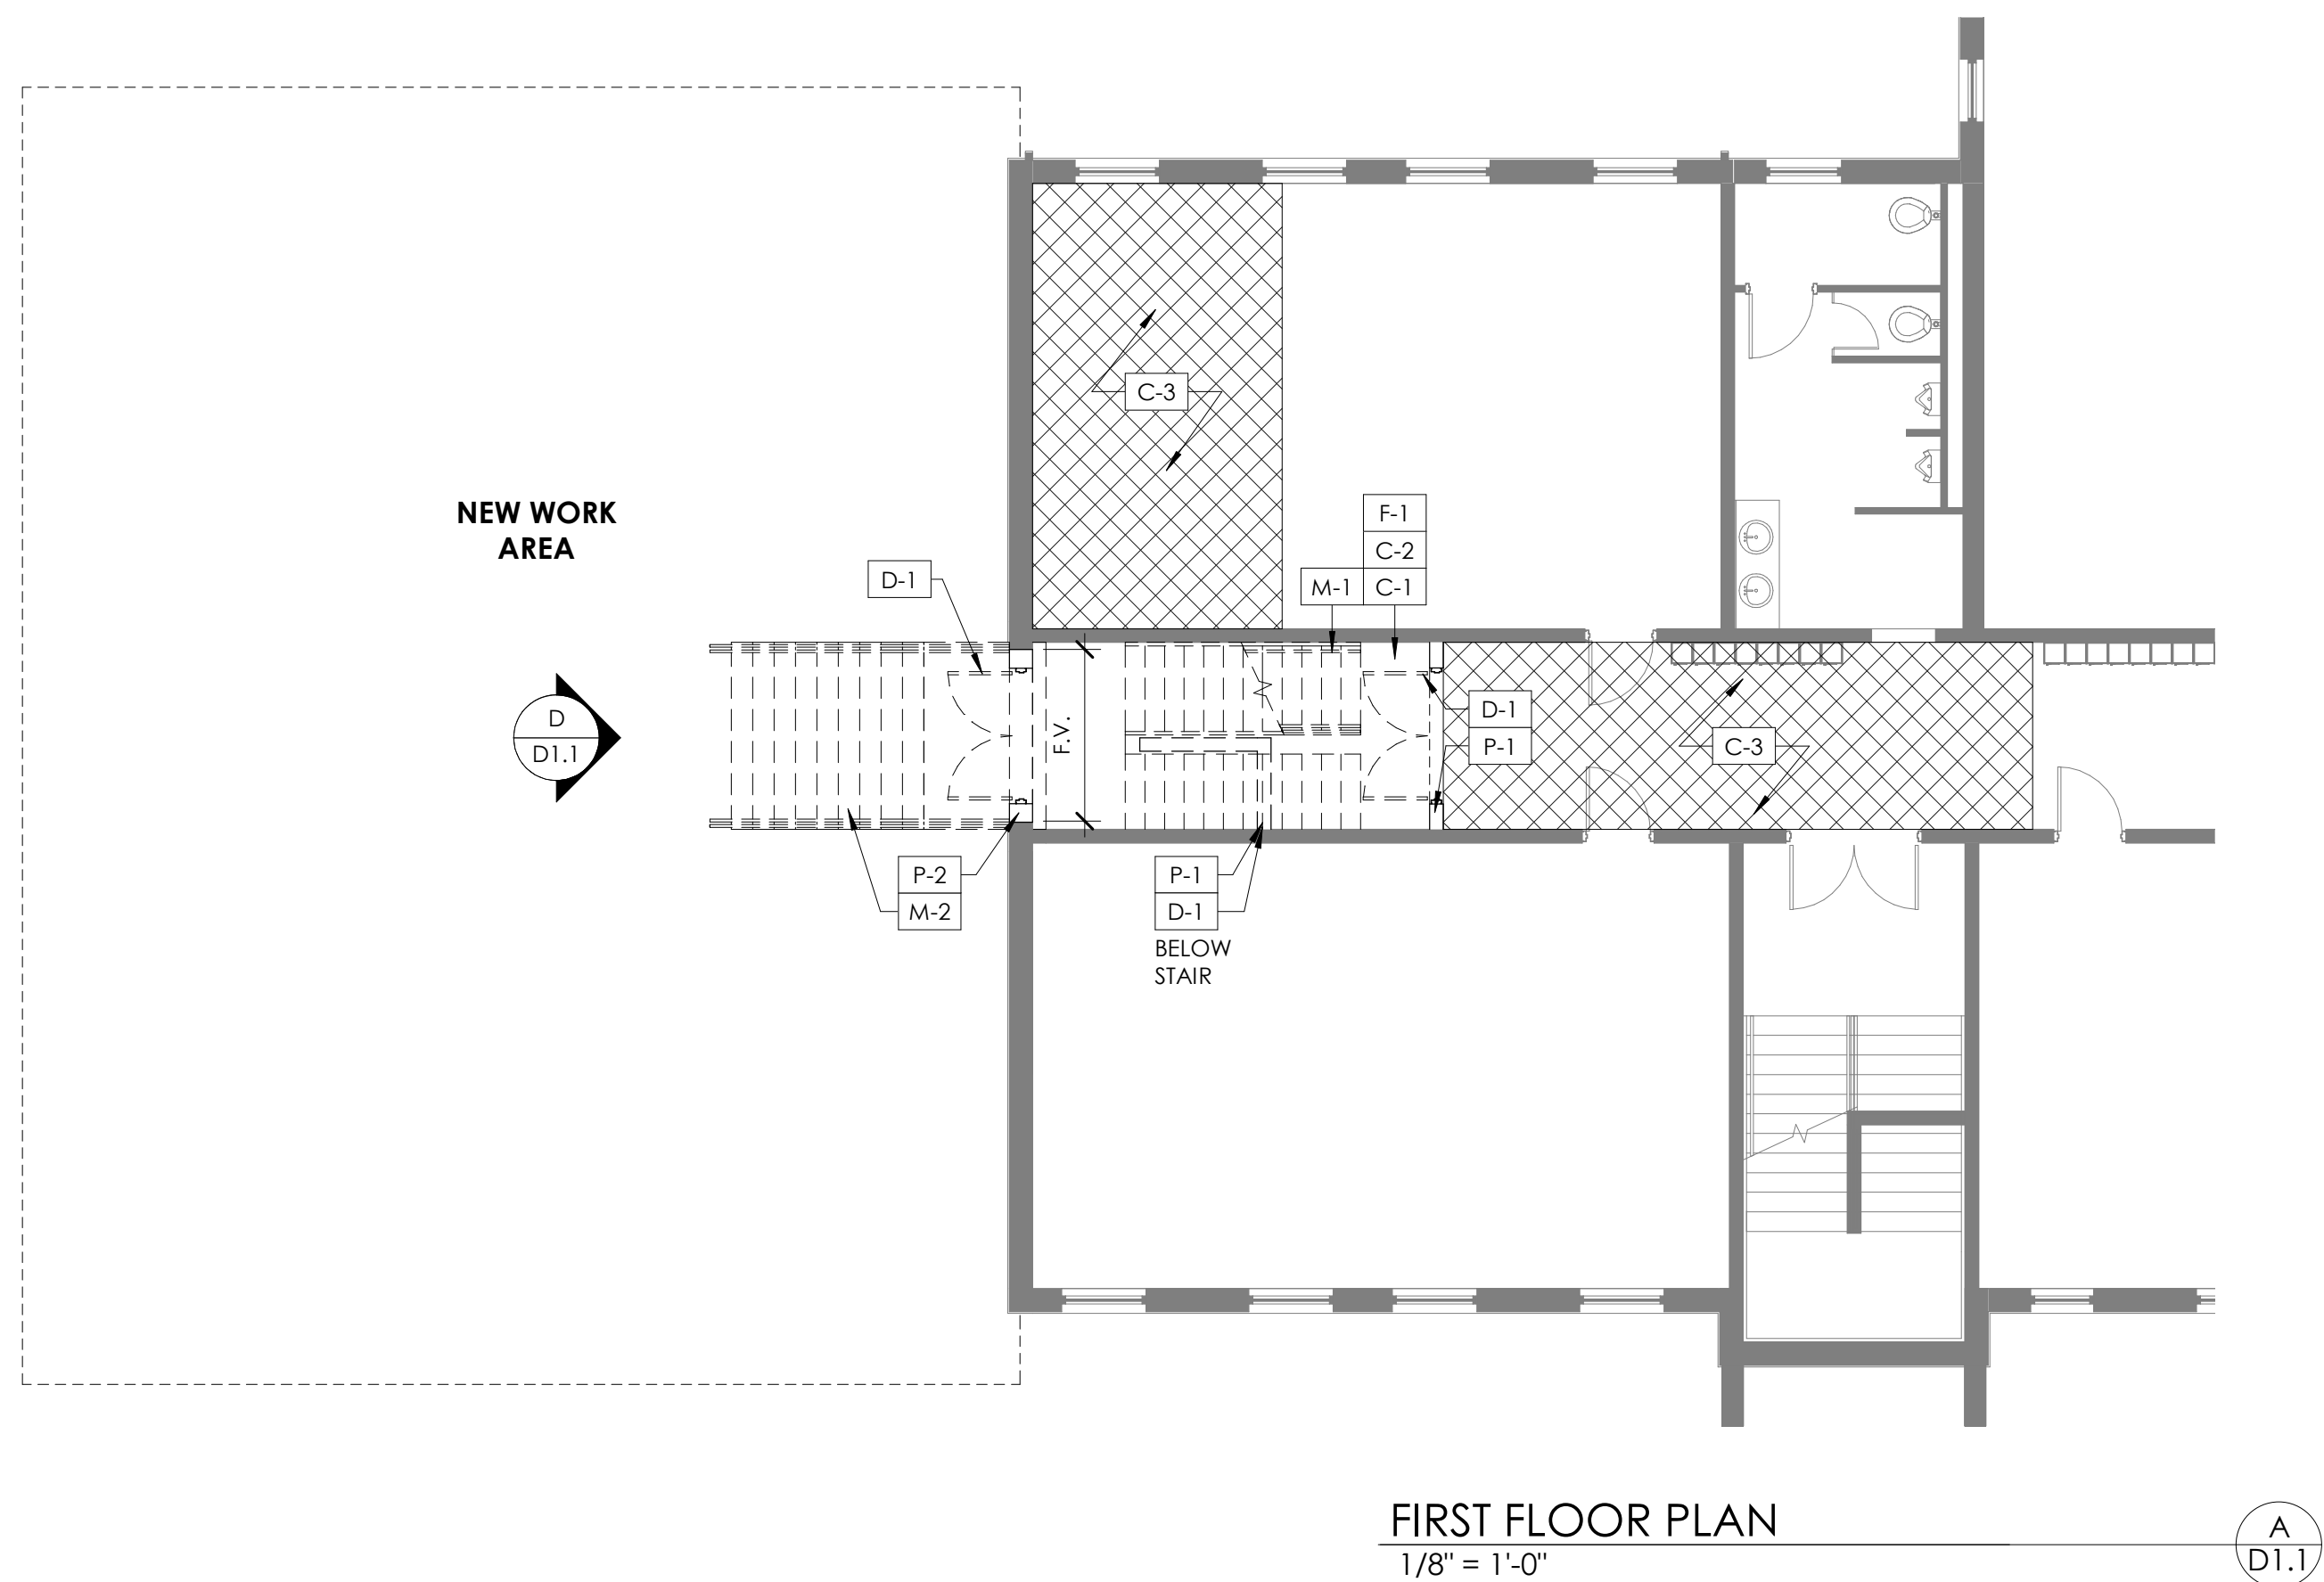 C-3
NEW WORK
AREA
F-1
C-2
M-1 C-1
D-1
D
D1.1
F.V.
D-1
P-1
C-3
P-2
M-2
P-1
D-1
BELOW
STAIR
FIRST FLOOR PLAN
1/8" = 1'-0"
A
D1.1